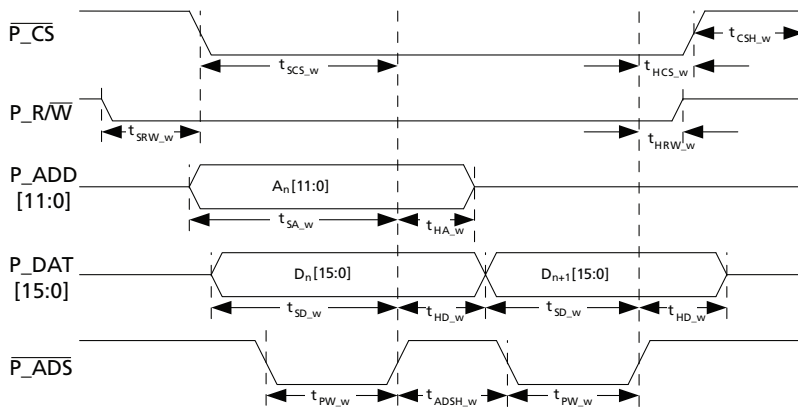 P_CS
t_SCS_w
t_HCS_w
t_CSH_w
P_R/W
t_SRW_w
t_HRW_w
P_ADD
[11:0]
A_n[11:0]
t_SA_w
t_HA_w
P_DAT
[15:0]
D_n[15:0]
D_n+1[15:0]
t_SD_w
t_HD_w
t_SD_w
t_HD_w
P_ADS
t_PW_w
t_ADSH_w
t_PW_w